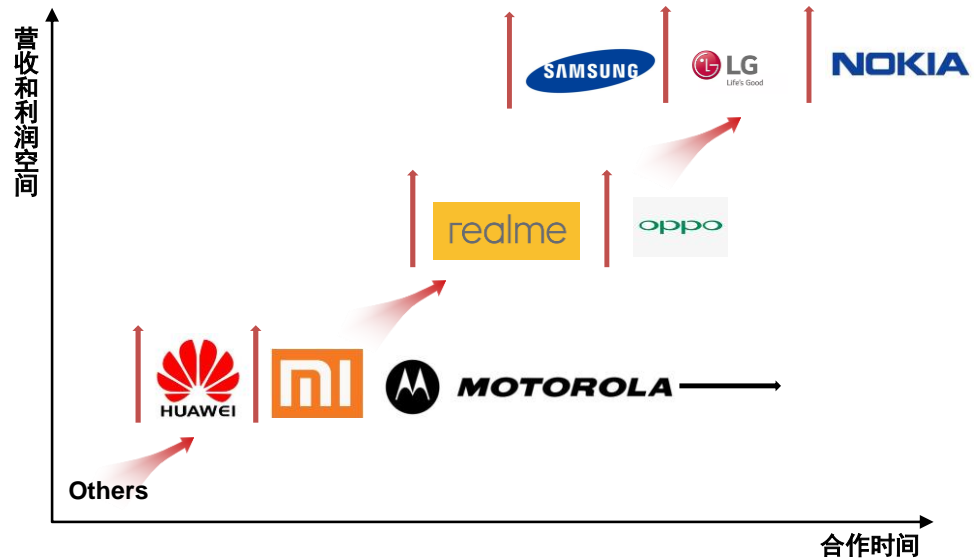 营收和利润空间
SAMSUNG
LG
Life's Good
NOKIA
realme
oppo
HUAWEI
mi
MOTOROLA
Others
合作时间